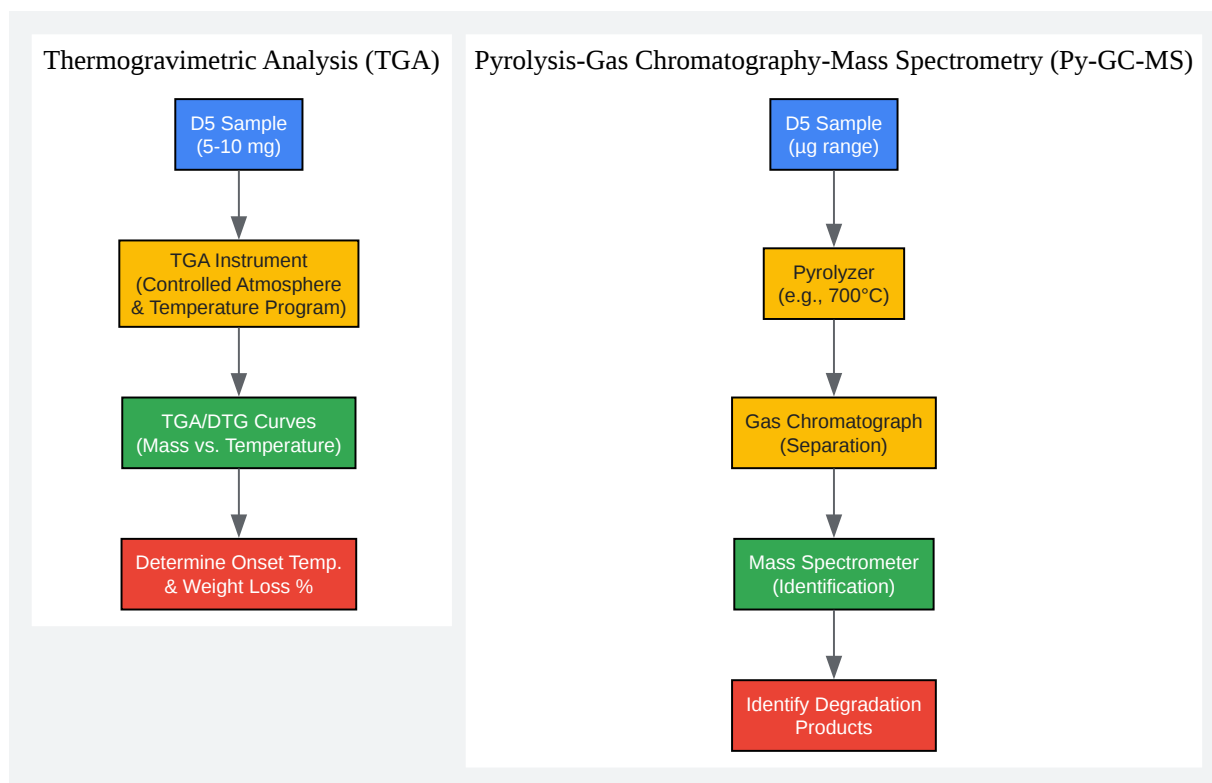 Thermogravimetric Analysis (TGA)
D5 Sample
(5-10 mg)
TGA Instrument
(Controlled Atmosphere
& Temperature Program)
TGA/DTG Curves
(Mass vs. Temperature)
Determine Onset Temp.
& Weight Loss %
Pyrolysis-Gas Chromatography-Mass Spectrometry (Py-GC-MS)
D5 Sample
(µg range)
Pyrolyzer
(e.g., 700°C)
Gas Chromatograph
(Separation)
Mass Spectrometer
(Identification)
Identify Degradation
Products